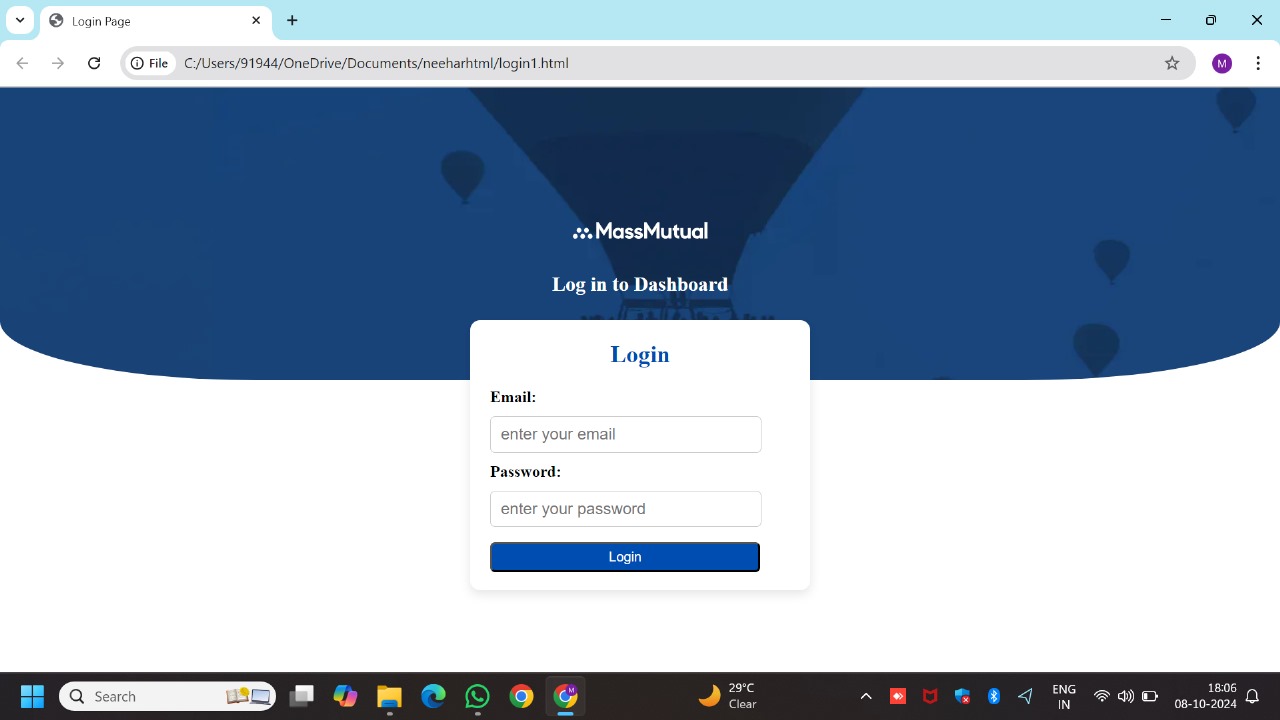 Login Page
File
C:/Users/91944/OneDrive/Documents/neeharhtml/login1.html
M
MassMutual
Log in to Dashboard
Login
Email:
enter your email
Password:
enter your password
Login
Search
M
29°C
Clear
ENG
IN
18:06
08-10-2024